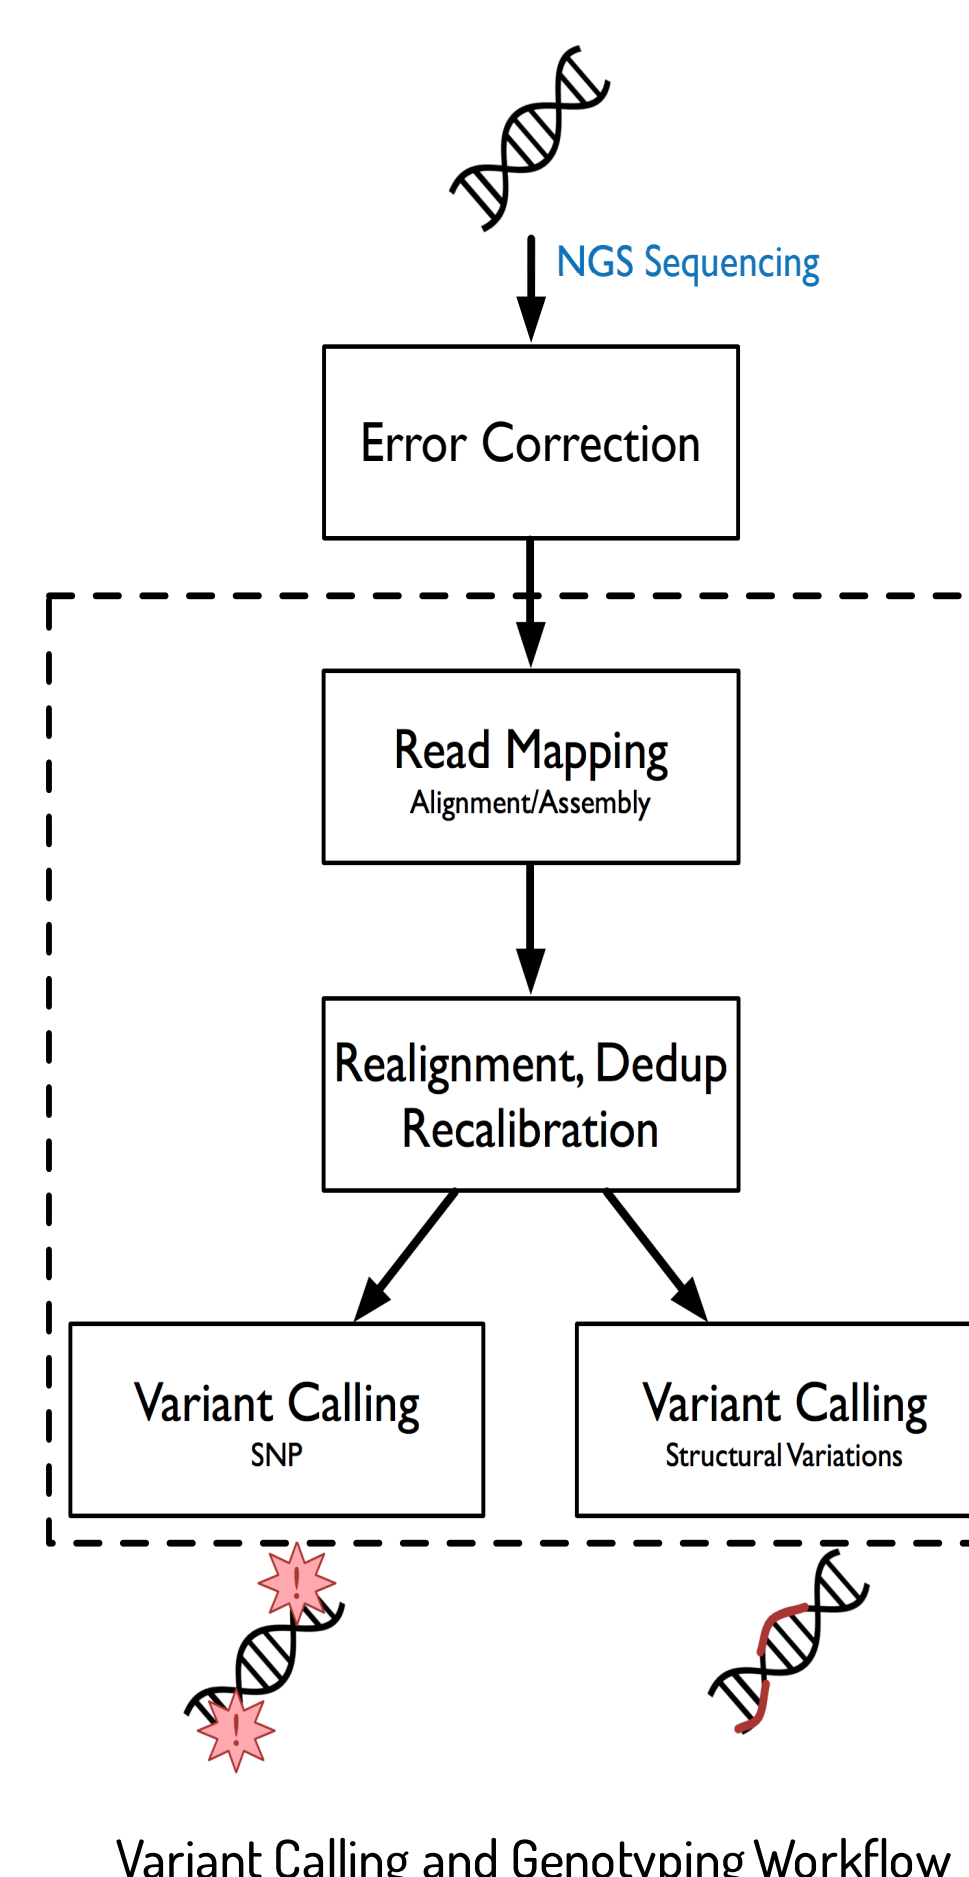 NGS Sequencing
Error Correction
Read Mapping
Alignment/Assembly
Realignment, Dedup
Recalibration
Variant Calling
SNP
Variant Calling
Structural Variations
!
!
Variant Calling and Genotyping Workflow